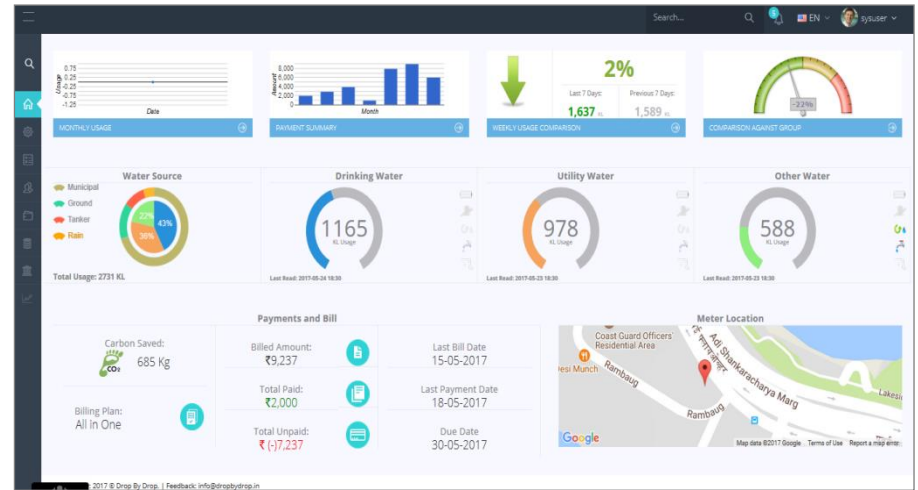 Search...
5
EN
sysuser
0.75
0.25
-0.25
-0.75
-1.25
Usage
Date
MONTHLY USAGE
8,000
6,000
4,000
2,000
0
Amount
Month
PAYMENT SUMMARY
2%
Last 7 Days:
1,637 KL
Previous 7 Days:
1,589 KL
WEEKLY USAGE COMPARISON
-22%
COMPARISON AGAINST GROUP
Water Source
Municipal
Ground
Tanker
Rain
22%
43%
36%
Total Usage: 2731 KL
Drinking Water
1165
KL Usage
Last Read: 2017-05-24 18:30
Utility Water
978
KL Usage
Last Read: 2017-05-23 18:30
Other Water
588
KL Usage
Last Read: 2017-05-23 18:30
Payments and Bill
Carbon Saved:
CO₂
685 Kg
Billing Plan:
All In One
Billed Amount:
₹9,237
Total Paid:
₹2,000
Total Unpaid:
₹ (-)7,237
Last Bill Date
15-05-2017
Last Payment Date
18-05-2017
Due Date
30-05-2017
Meter Location
Coast Guard Officers'
Residential Area
esi Munch
Rambaug
Adi Shankaracharya Marg
Rambaug
Lakesi
Google
Map data ©2017 Google
Terms of Use
Report a map error
2017 © Drop By Drop. | Feedback: info@dropbydrop.in